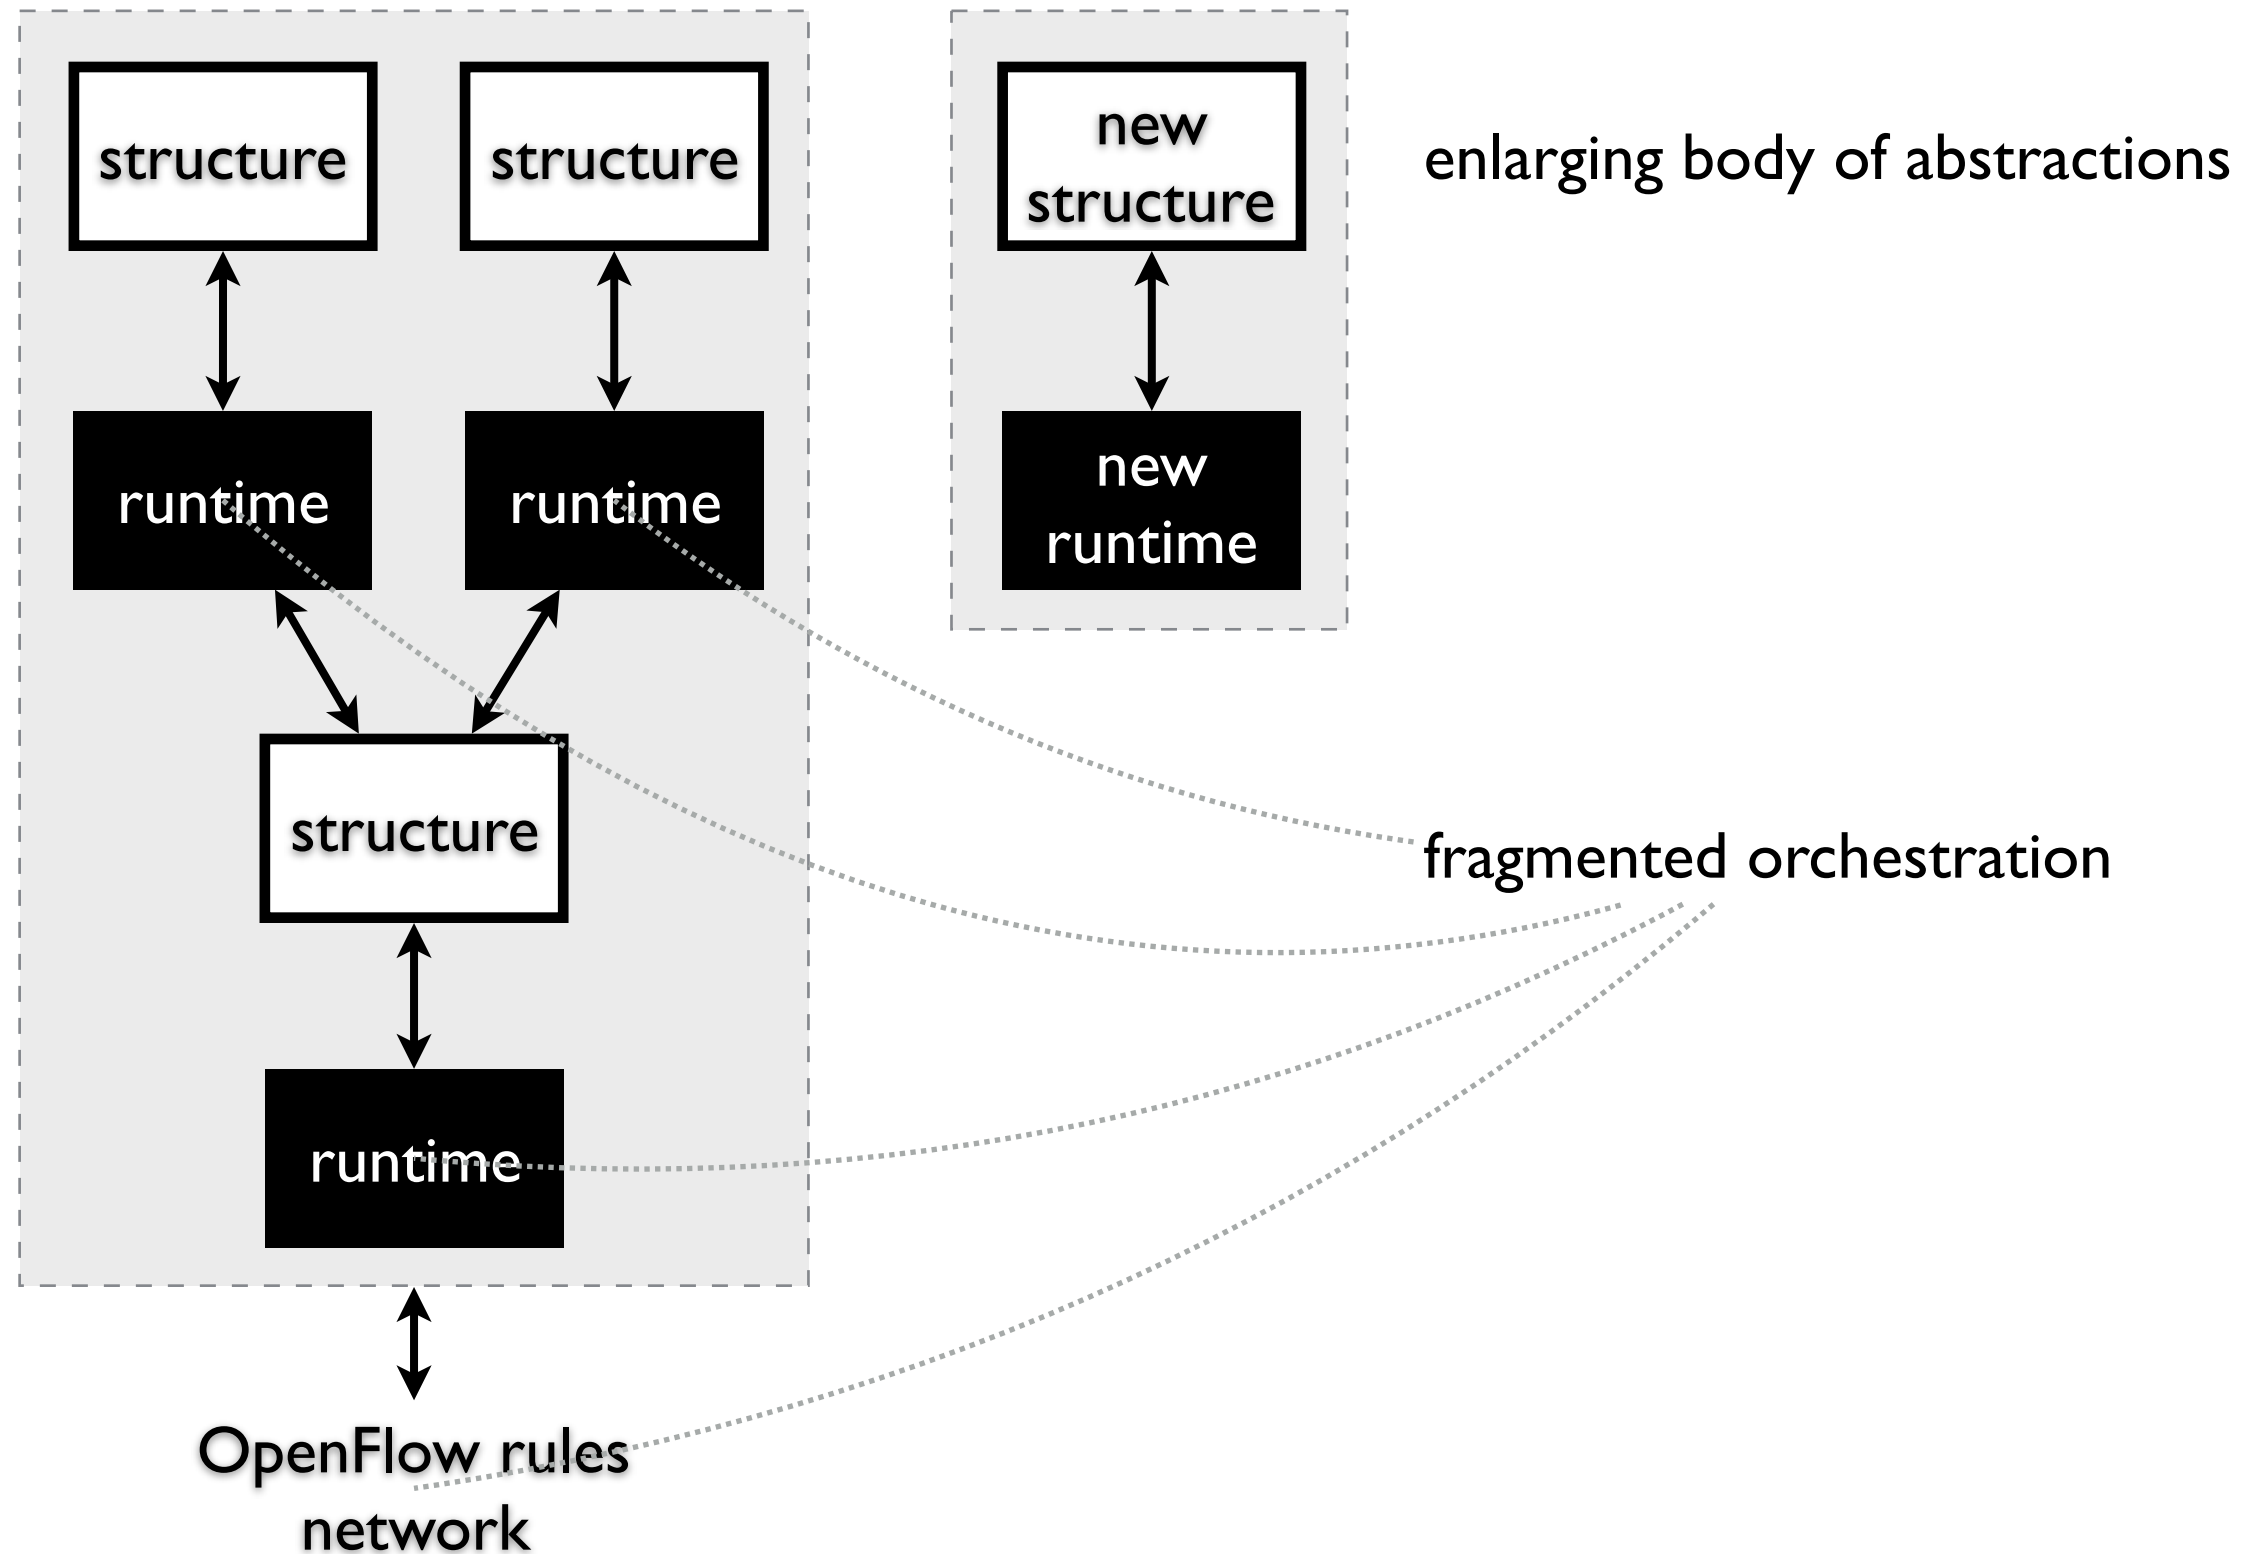 structure
structure
new
structure
enlarging body of abstractions
runtime
runtime
new
runtime
structure
fragmented orchestration
runtime
OpenFlow rules
network